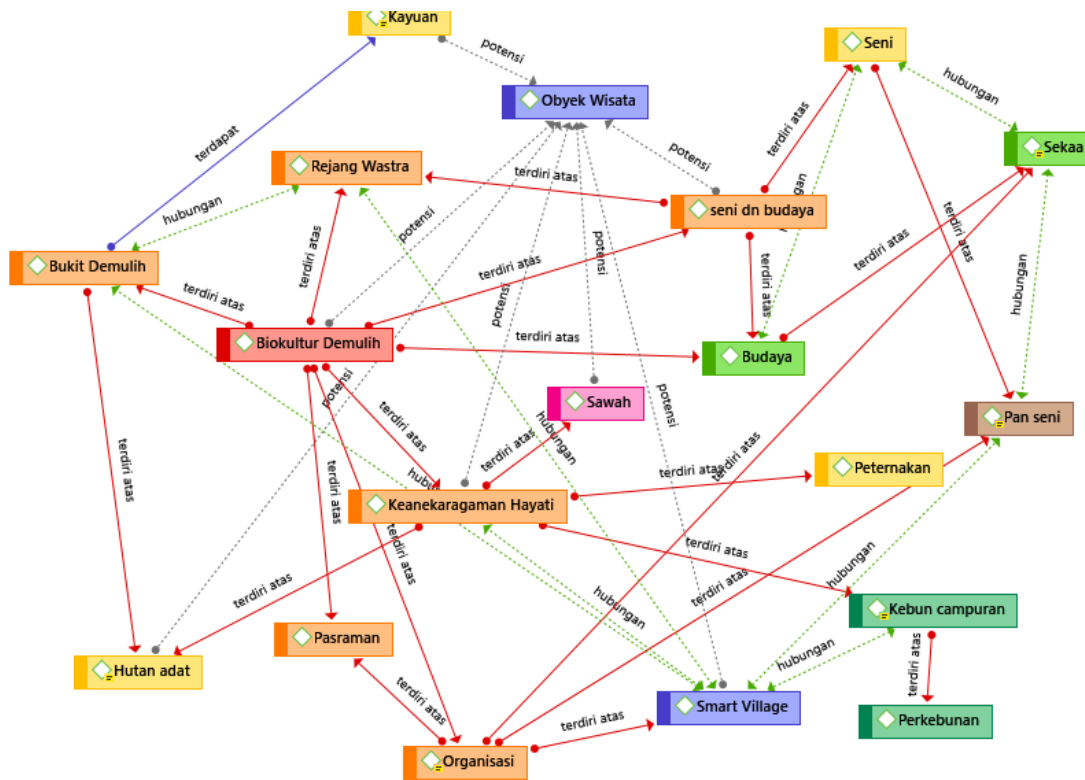 Kayuan
potensi
Seni
hubungan
Obyek Wisata
terdiri atas
terdapat
Sekaa
potensi
Rejang Wastra
terdiri atas
hubungan
seni dn budaya
terdiri atas
hubungan
potensi
terdiri atas
potensi
terdiri atas
Bukit Demulih
terdiri atas
terdiri atas
terdiri atas
hubungan
potensi
Biokultur Demulih
terdiri atas
Budaya
potensi
potensi
Sawah
Pan seni
terdiri atas
terdiri atas
hubungan
terdiri atas
terdiri atas
terdiri atas
Peternakan
terdiri atas
Keanekaragaman Hayati
terdiri atas
terdiri atas
terdiri atas
terdiri atas
hubungan
hubungan
Kebun campuran
Pasraman
hubungan
terdiri atas
Hutan adat
terdiri atas
Smart Village
terdiri atas
Perkebunan
Organisasi